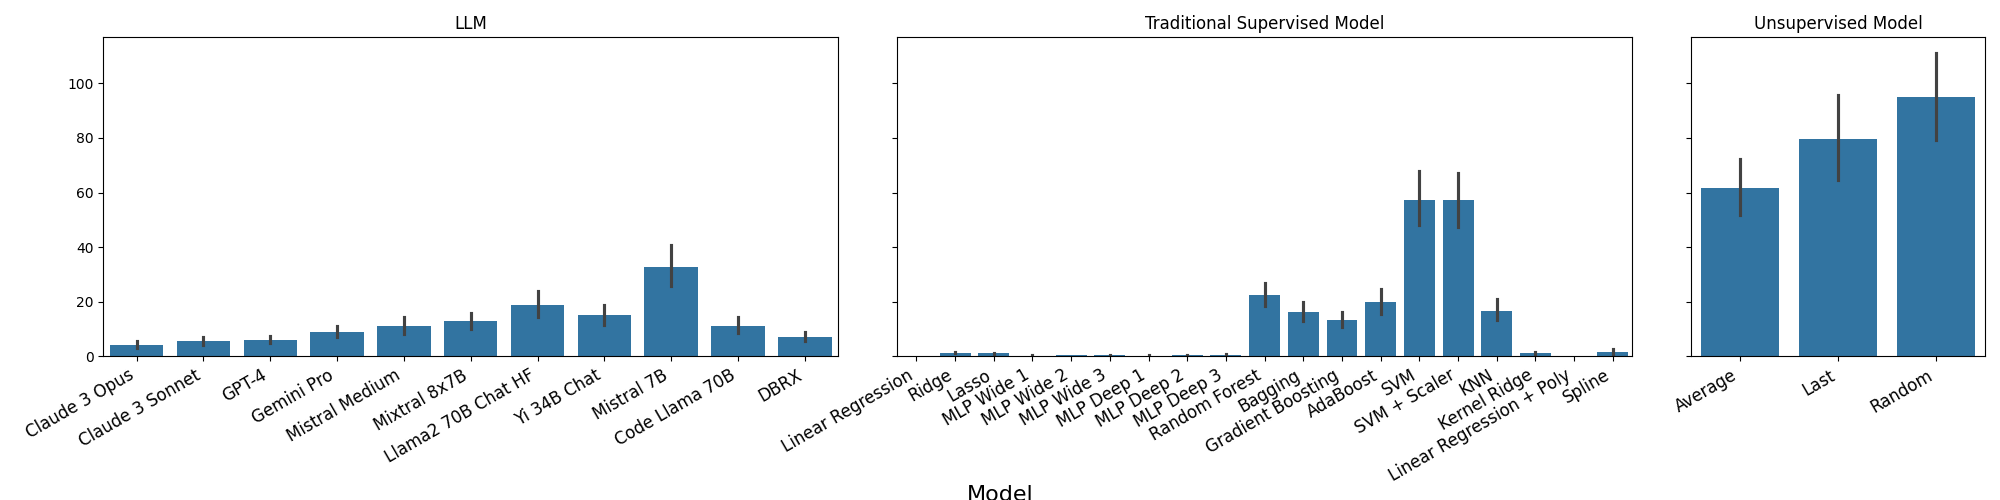 LLM
Traditional Supervised Model
Unsupervised Model
100
80
60
40
20
0
Claude 3 Opus
Claude 3 Sonnet
GPT-4
Gemini Pro
Mistral Medium
Mixtral 8x7B
Llama2 70B Chat HF
Yi 34B Chat
Mistral 7B
Code Llama 70B
DBRX
Linear Regression
Ridge
Lasso
MLP Wide 1
MLP Wide 2
MLP Wide 3
MLP Deep 1
MLP Deep 2
MLP Deep 3
Random Forest
Bagging
Gradient Boosting
AdaBoost
SVM
SVM + Scaler
KNN
Kernel Ridge
Linear Regression + Poly
Spline
Average
Last
Random
Model